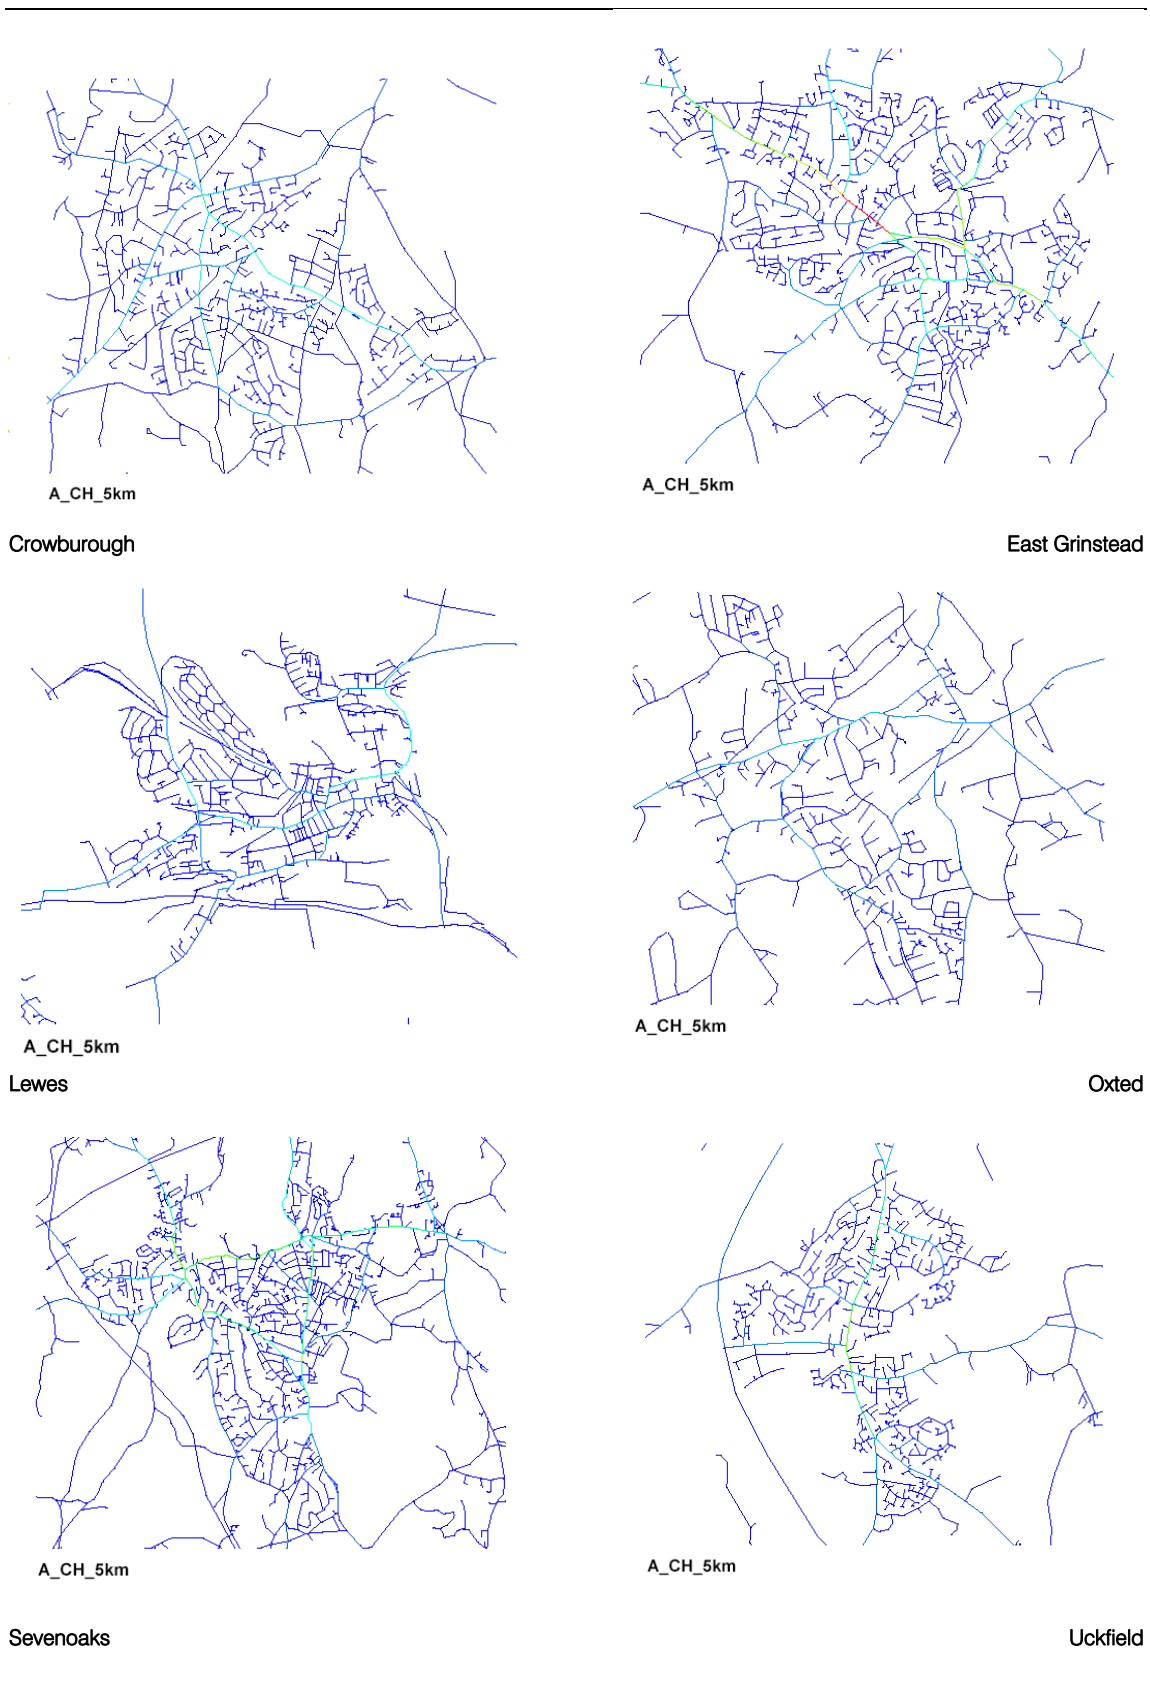 A_CH_5km
A_CH_5km
Crowburough
East Grinstead
A_CH_5km
A_CH_5km
Lewes
Oxted
A_CH_5km
A_CH_5km
Sevenoaks
Uckfield